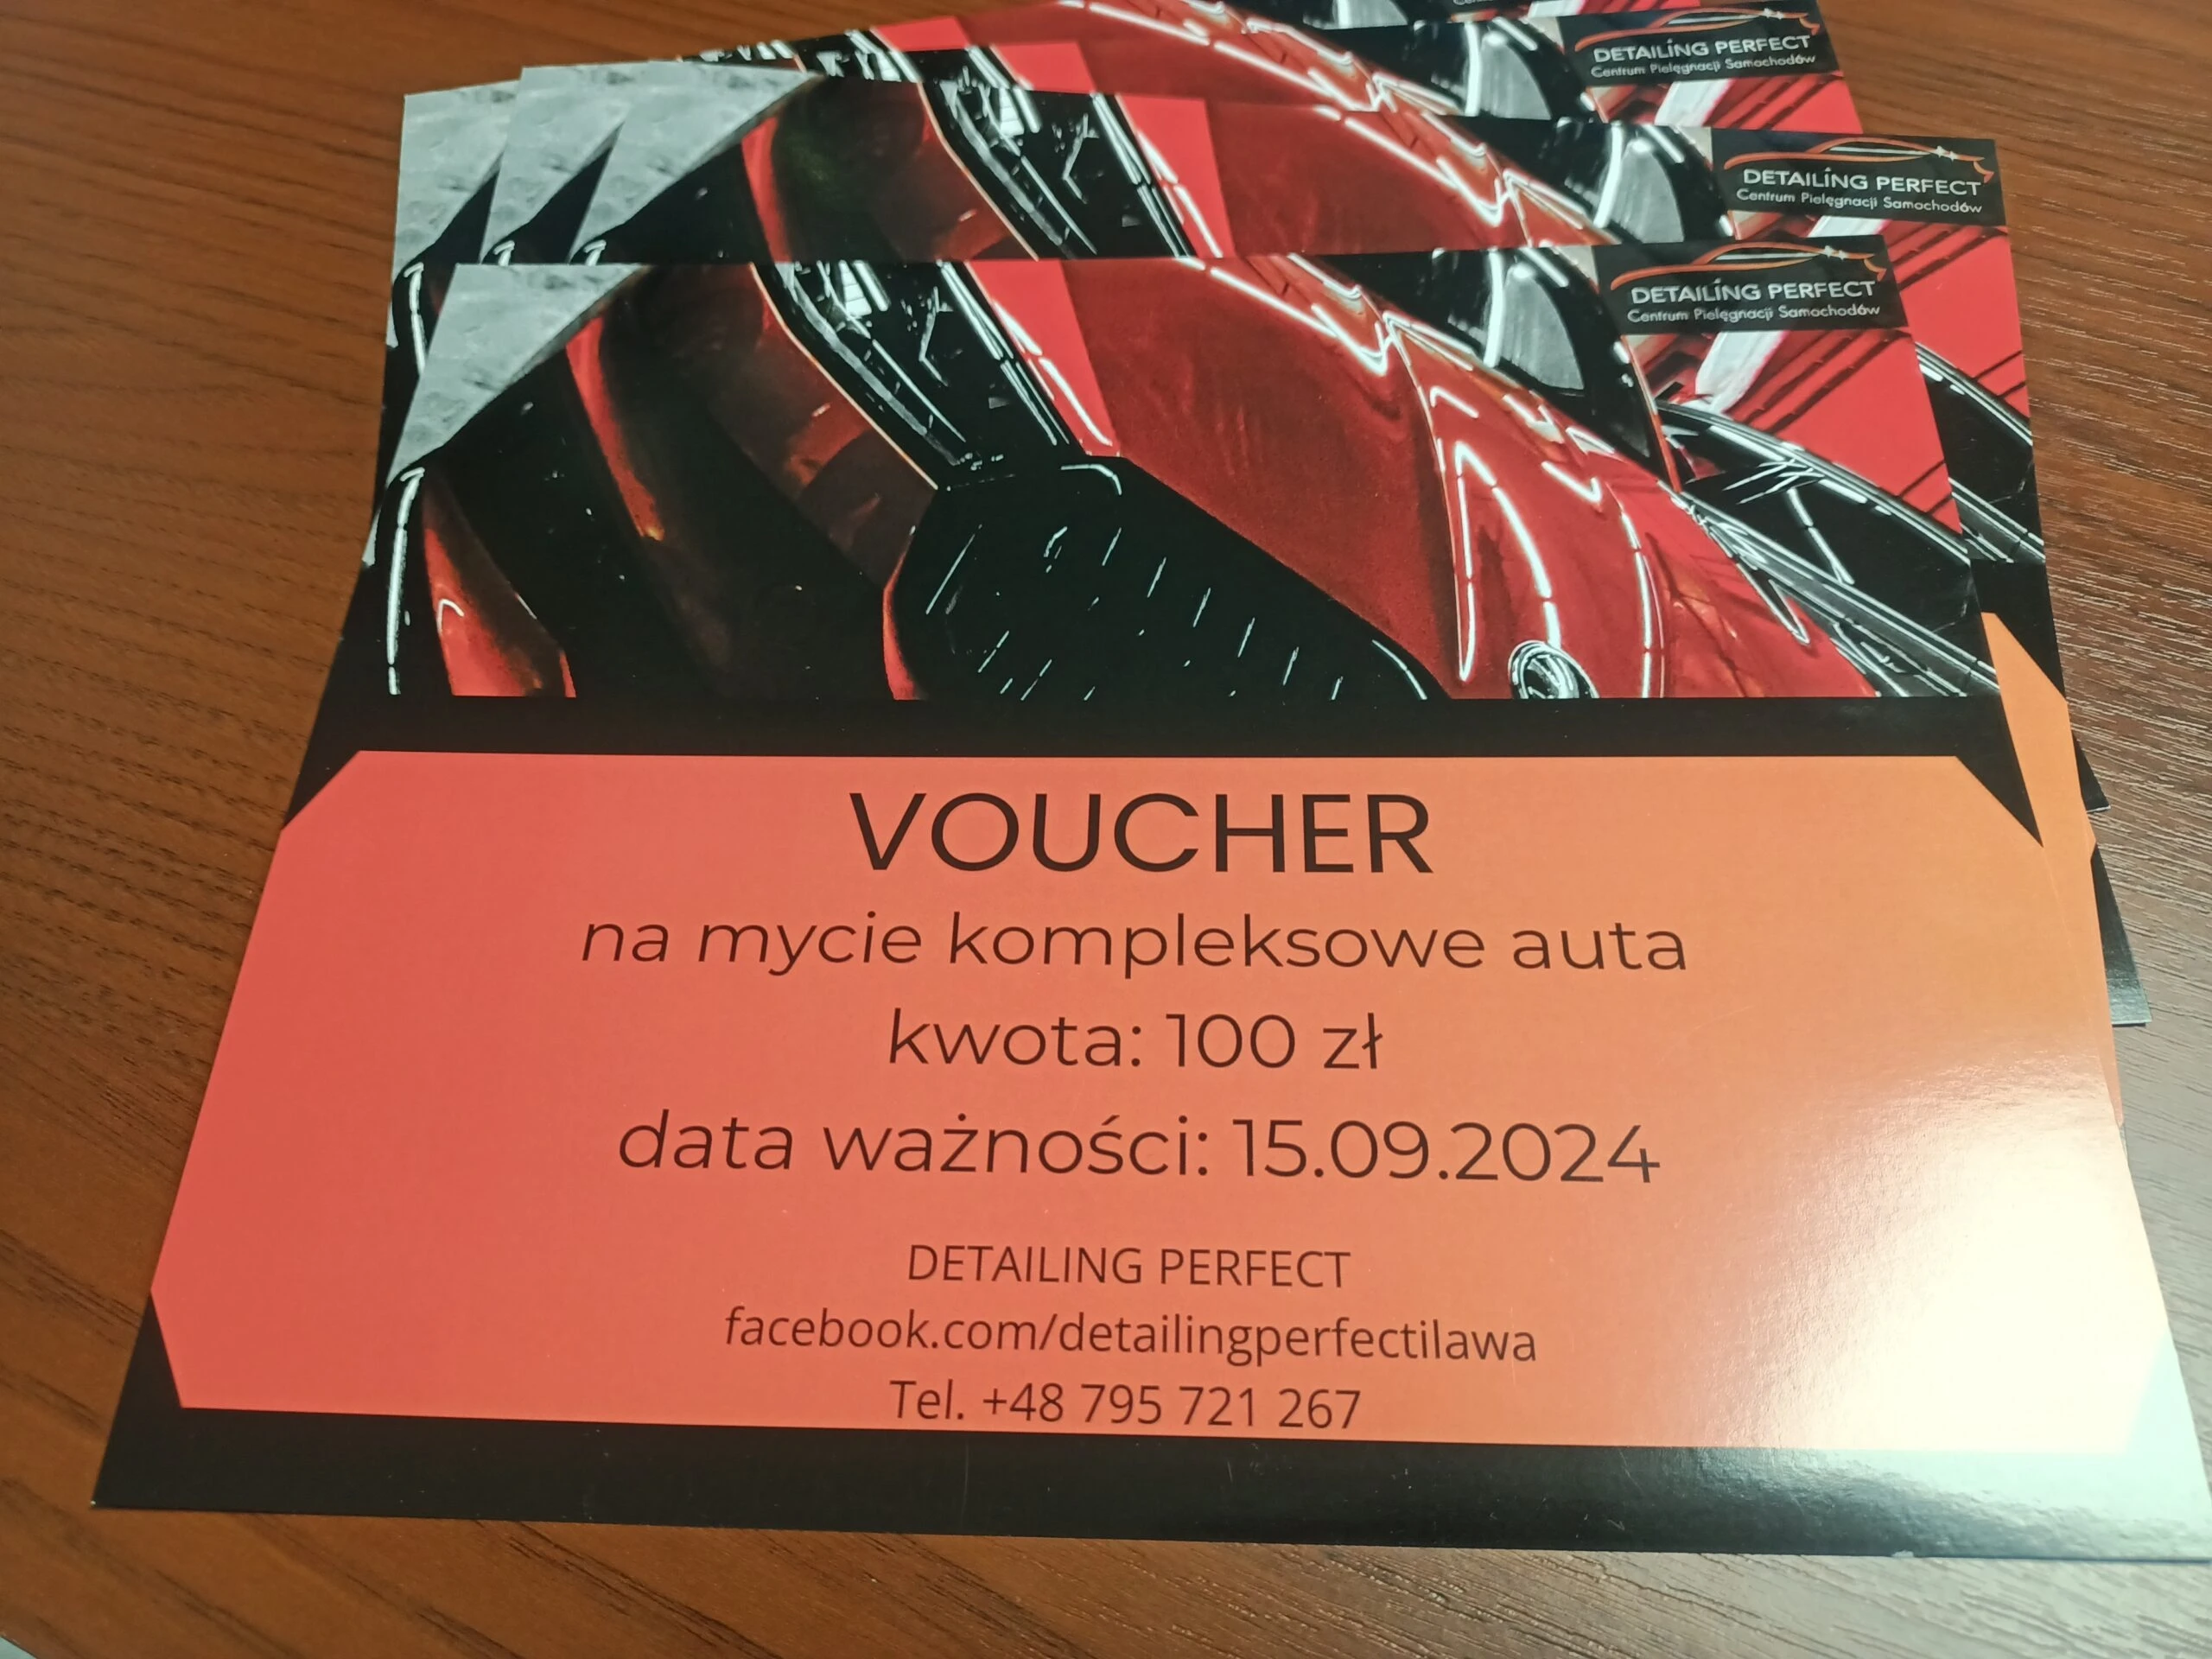 DETAILING PERFECT
Centrum Pielęgnacji Samochodów
DETAILING PERFECT
Centrum Pielęgnacji Samochodów
DETAILING PERFECT
Centrum Pielęgnacji Samochodów
VOUCHER
na mycie kompleksowe auta
kwota: 100 zł
data ważności: 15.09.2024
DETAILING PERFECT
facebook.com/detailingperfectilawa
Tel. +48 795 721 267